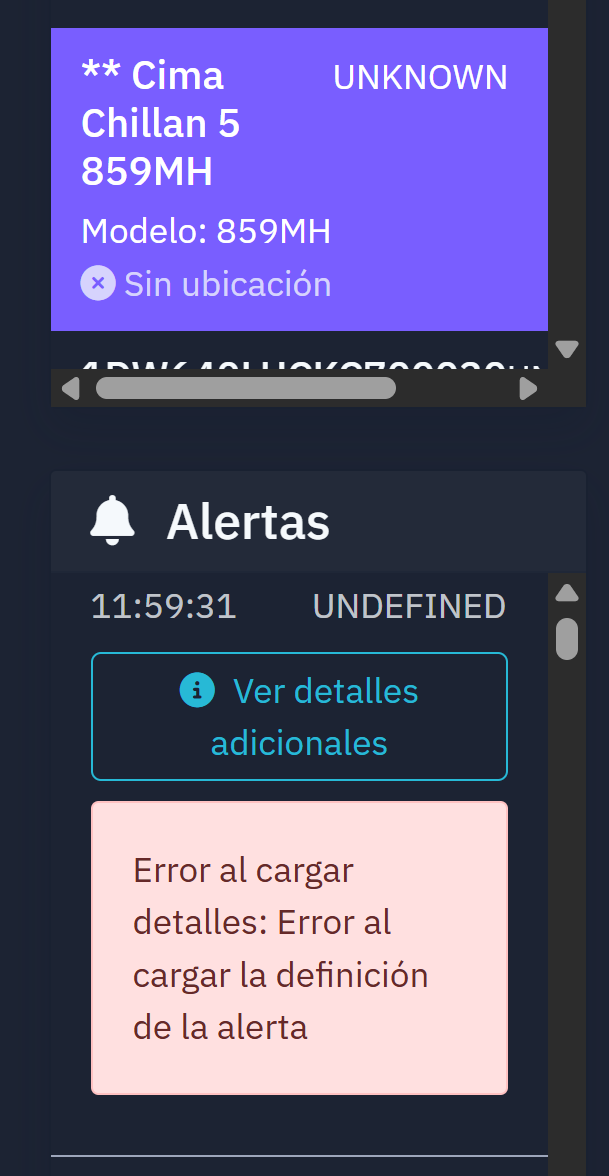 ** Cima UNKNOWN
Chillan 5
859MH
Modelo: 859MH
Sin ubicación
Alertas
11:59:31 UNDEFINED
Ver detalles
adicionales
Error al cargar
detalles: Error al
cargar la definición
de la alerta